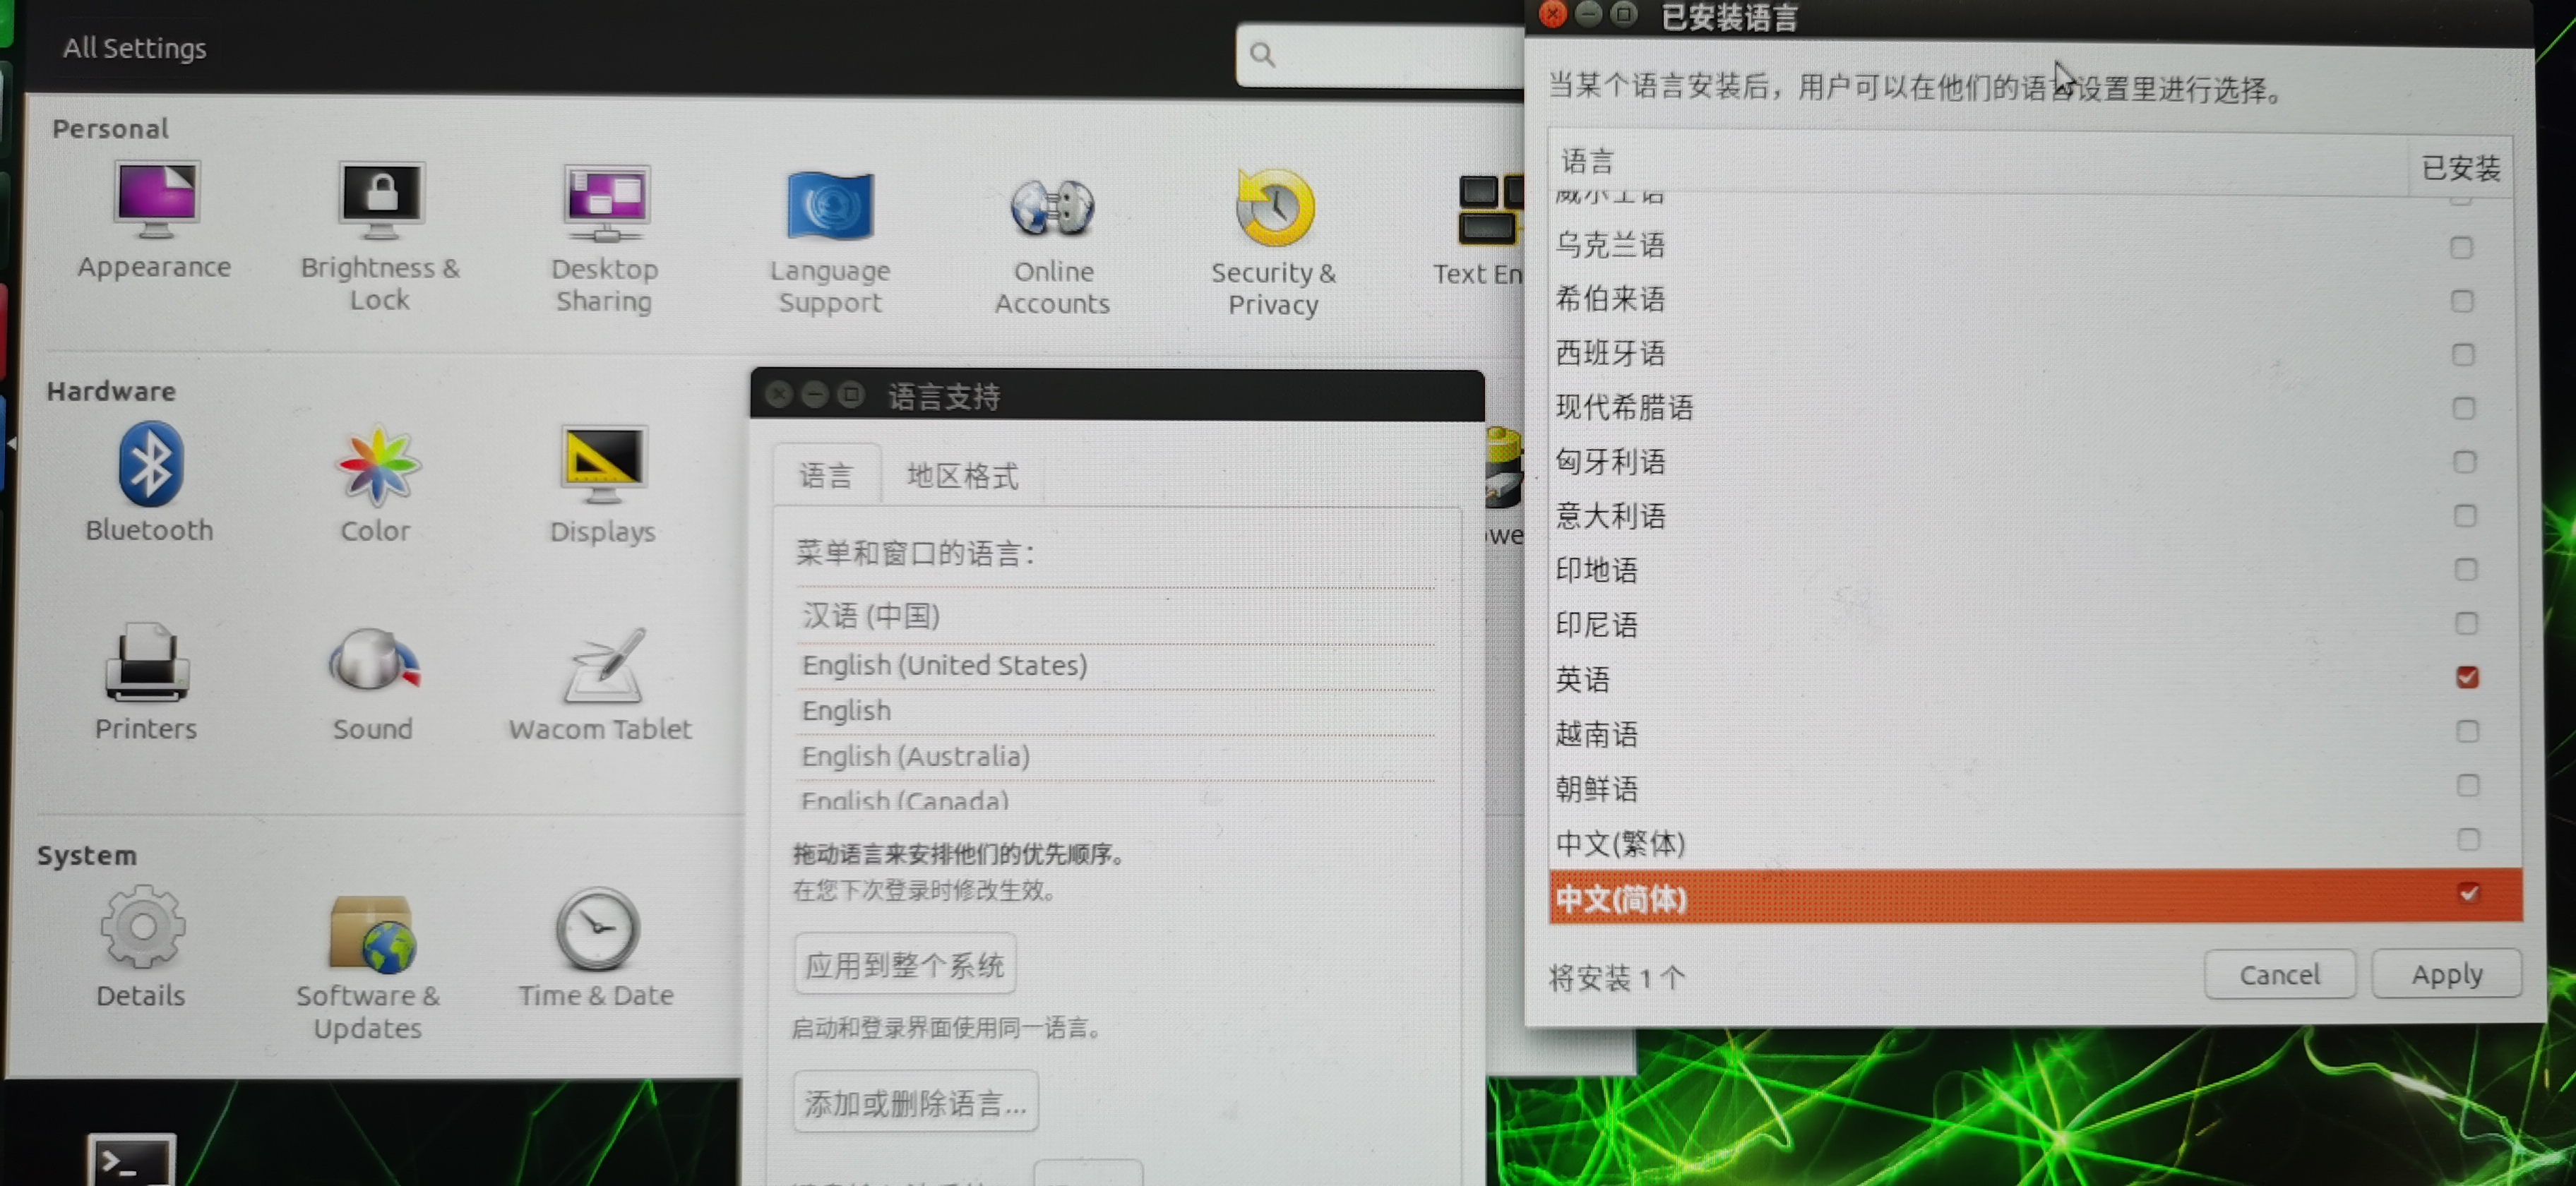 All Settings
Personal
Appearance
Brightness &
Lock
Desktop
Sharing
Language
Support
Online
Accounts
Security &
Privacy
Text En
Hardware
Bluetooth
Color
Displays
Printers
Sound
Wacom Tablet
System
Details
Software &
Updates
Time & Date
语言支持
语言
地区格式
菜单和窗口的语言：
汉语 (中国)
English (United States)
English
English (Australia)
English (Canada)
拖动语言来安排他们的优先顺序。
在您下次登录时修改生效。
应用到整个系统
启动和登录界面使用同一语言。
添加或删除语言...
已安装语言
当某个语言安装后，用户可以在他们的语言设置里进行选择。
语言 已安装
威尔士语
乌克兰语
希伯来语
西班牙语
现代希腊语
匈牙利语
意大利语
印地语
印尼语
英语
越南语
朝鲜语
中文(繁体)
中文(简体)
将安装 1 个
Cancel
Apply